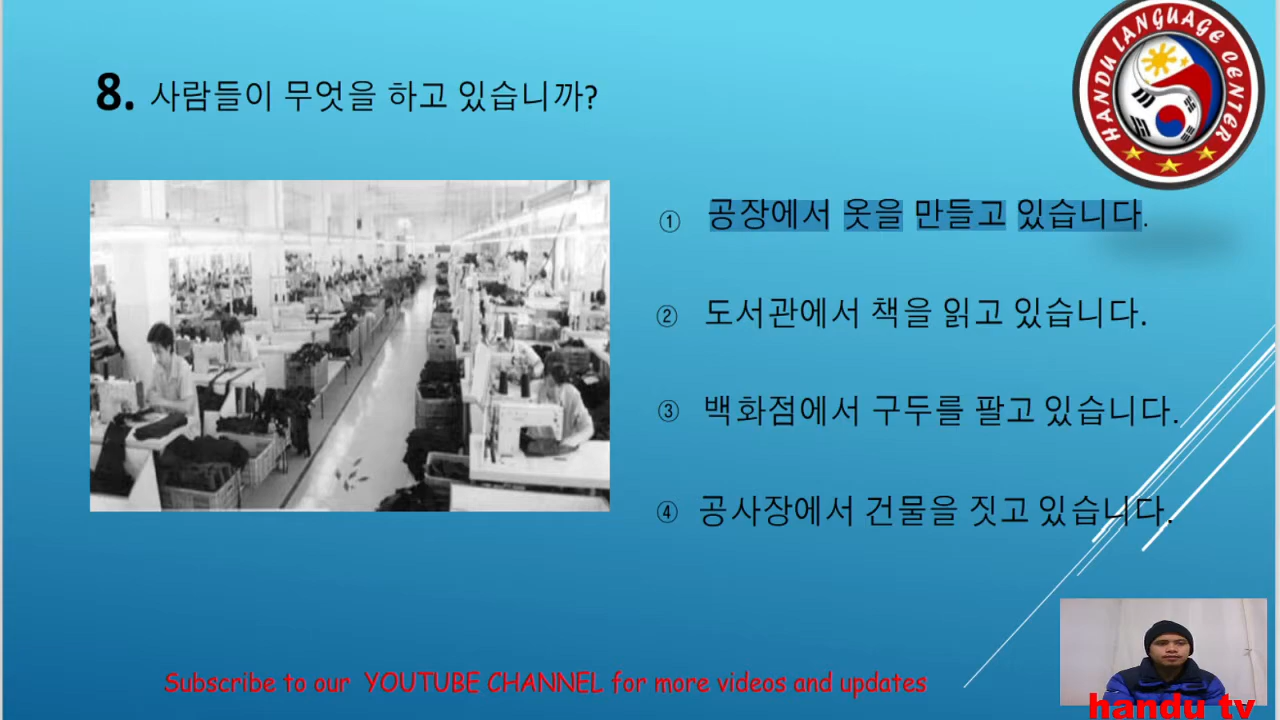 HANDU LANGUAGE CENTER
8. 사람들이 무엇을 하고 있습니까?
① 공장에서 옷을 만들고 있습니다.
② 도서관에서 책을 읽고 있습니다.
③ 백화점에서 구두를 팔고 있습니다.
④ 공사장에서 건물을 짓고 있습니다.
Subscribe to our YOUTUBE CHANNEL for more videos and updates
handu tv